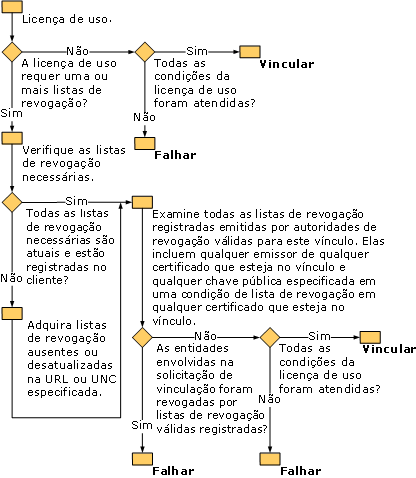 Licença de uso.
Não
Sim
A licença de uso
requer uma ou
mais listas de
revogação?
Todas as
condições da
licença de uso
foram atendidas?
Vincular
Sim
Não
Falhar
Verifique as listas
de revogação
necessárias.
Sim
Todas as listas
de revogação
necessárias são
atuais e estão
registradas no
cliente?
Não
Examine todas as listas de revogação
registradas emitidas por autoridades de
revogação válidas para este vínculo. Elas
incluem qualquer emissor de qualquer
certificado que esteja no vínculo e
qualquer chave pública especificada em
uma condição de lista de revogação em
qualquer certificado que esteja no
vínculo.
Adquira listas
de revogação
ausentes ou
desatualizadas
na URL ou UNC
especificada.
Não
Sim
As entidades
envolvidas na
solicitação de
vinculação foram
revogadas por
listas de revogação
válidas registradas?
Todas as
condições da
licença de uso
foram atendidas?
Vincular
Sim
Não
Falhar
Falhar